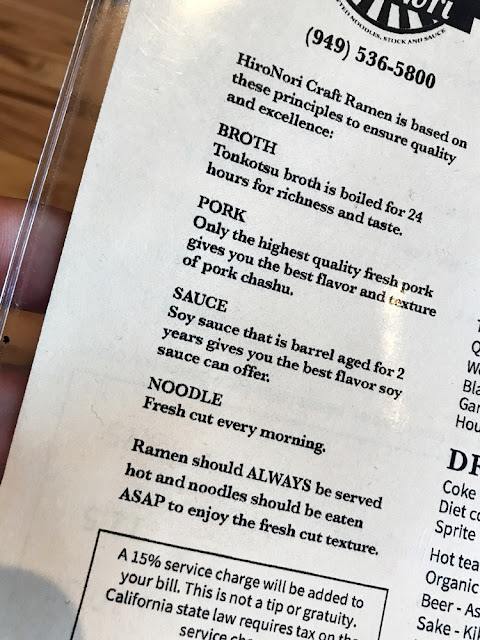 NOODLES, STOCK AND SAUCE
(949) 536-5800
HiroNori Craft Ramen is based on
these principles to ensure quality
and excellence:
BROTH
Tonkotsu broth is boiled for 24
hours for richness and taste.
PORK
Only the highest quality fresh pork
gives you the best flavor and texture
of pork chashu.
SAUCE
Soy sauce that is barrel aged for 2
years gives you the best flavor soy
sauce can offer.
NOODLE
Fresh cut every morning.
Ramen should ALWAYS be served
hot and noodles should be eaten
ASAP to enjoy the fresh cut texture.
A 15% service charge will be added to
your bill. This is not a tip or gratuity.
California state law requires tax on the
service
Coke
Diet
Sprite
Hot tea
Organic
Beer -
Sake -